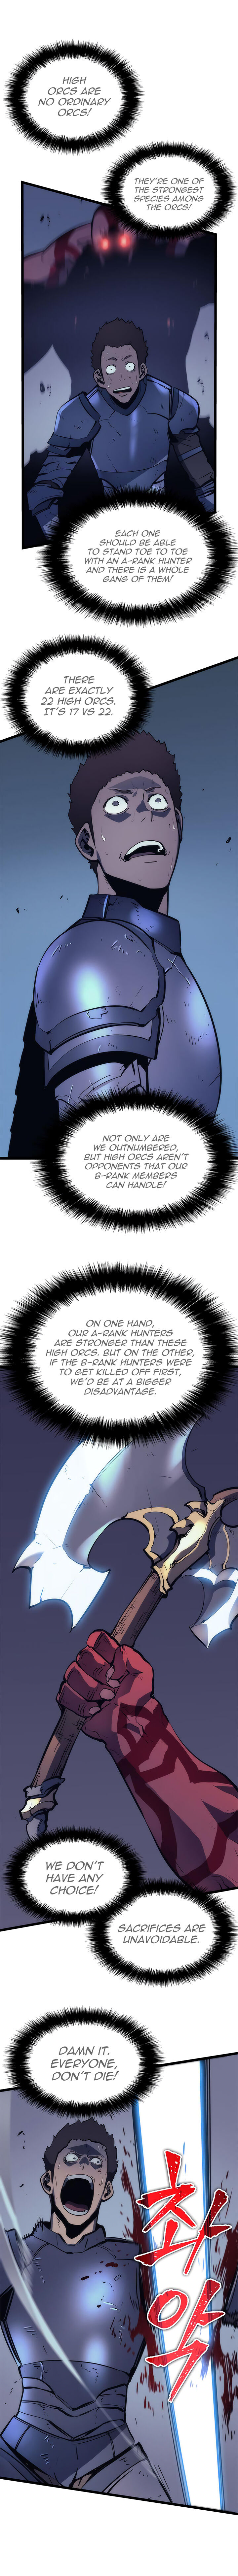 HIGH
ORCS ARE
NO ORDINARY
ORCS!
THEY'RE ONE OF
THE STRONGEST
SPECIES AMONG
THE ORCS!
EACH ONE
SHOULD BE ABLE
TO STAND TOE TO TOE
WITH AN A-RANK HUNTER
AND THERE IS A WHOLE
GANG OF THEM!
THERE
ARE EXACTLY
22 HIGH ORCS.
IT'S 17 VS 22.
NOT ONLY ARE
WE OUTNUMBERED,
BUT HIGH ORCS AREN'T
OPPONENTS THAT OUR
B-RANK MEMBERS
CAN HANDLE!
ON ONE HAND,
OUR A-RANK HUNTERS
ARE STRONGER THAN THESE
HIGH ORCS. BUT ON THE OTHER,
IF THE B-RANK HUNTERS WERE
TO GET KILLED OFF FIRST,
WE'D BE AT A BIGGER
DISADVANTAGE.
WE DON'T
HAVE ANY
CHOICE!
SACRIFICES ARE
UNAVOIDABLE.
DAMN IT.
EVERYONE,
DON'T DIE!
촤
악